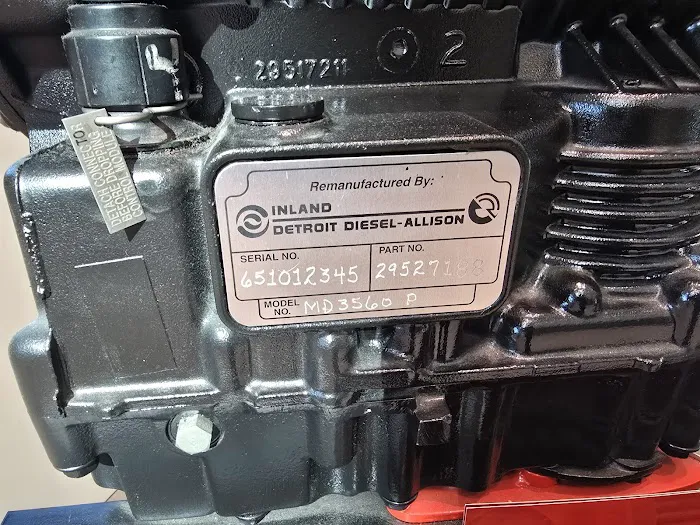 29517211 2
DETACH CONNECTOR
BEFORE DROPPING
CONTROL MODULE
Remanufactured By:
INLAND
DETROIT DIESEL-ALLISON
SERIAL NO.
651012345
PART NO.
MODEL NO.
MD3560 P